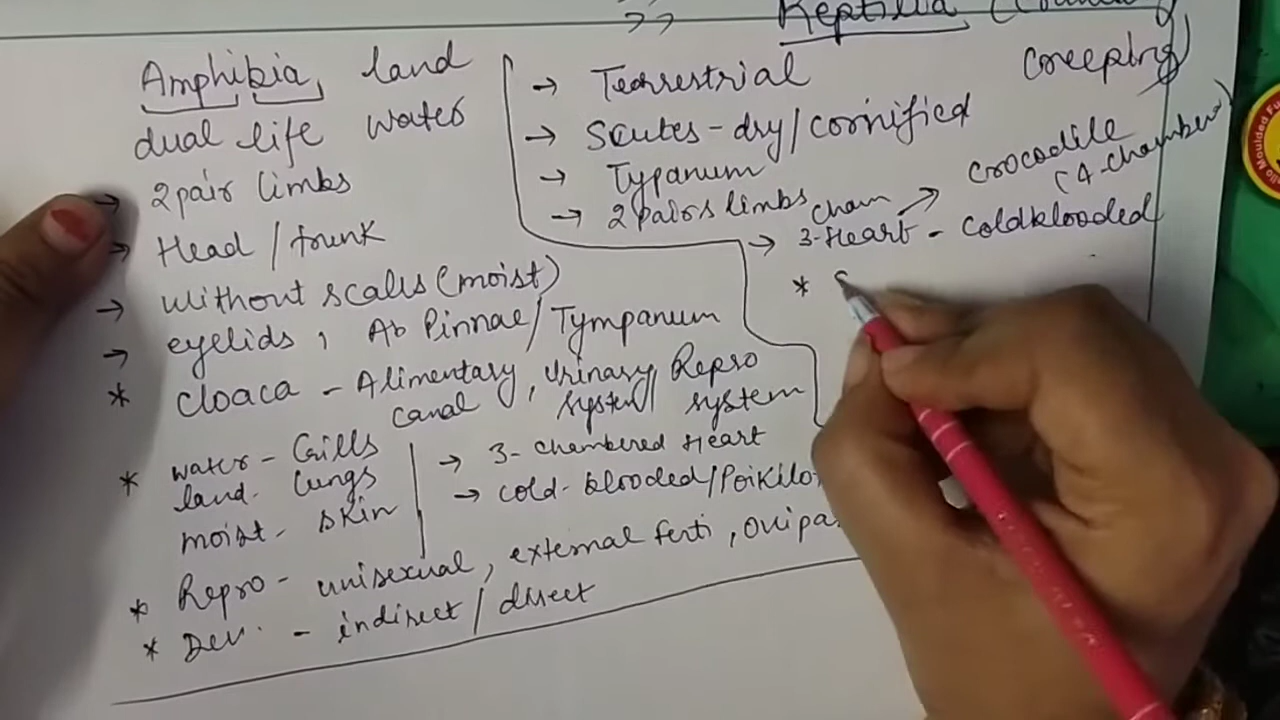 >> Reptilia (
creeping)
Amphibia, land
dual life water
→ 2 pair limbs
→ Head / trunk
→ without scales (moist)
→ eyelids, Ab Pinnae / Tympanum
* Cloaca - Alimentary canal, Urinary system, Repro system
* water - Gills
land - Lungs
moist - Skin
→ 3-chambered Heart
→ cold-blooded/Poikilo
* Repro - unisexual, external ferti, Ovipa
* Dev. - indirect / direct
→ Terrestrial
→ Scutes - dry/cornified
→ Typanum
→ 2 pairs limbs
→ 3-cham Heart - coldblooded
→ crocodile
(4-chamber)
* S